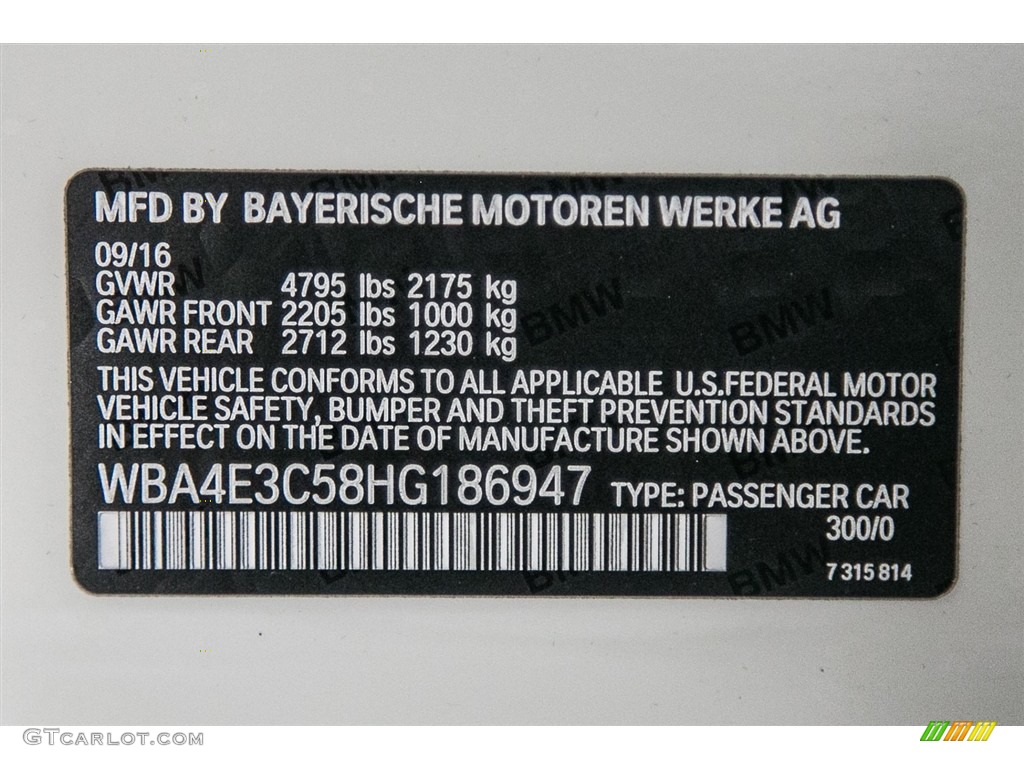 MFD BY BAYERISCHE MOTOREN WERKE AG
09/16
GVWR 4795 lbs 2175 kg
GAWR FRONT 2205 lbs 1000 kg
GAWR REAR 2712 lbs 1230 kg
THIS VEHICLE CONFORMS TO ALL APPLICABLE U.S.FEDERAL MOTOR
VEHICLE SAFETY, BUMPER AND THEFT PREVENTION STANDARDS
IN EFFECT ON THE DATE OF MANUFACTURE SHOWN ABOVE.
WBA4E3C58HG186947 TYPE: PASSENGER CAR
300/0
7 315 814
BMW
BMW
BMW
GTCARLOT.COM